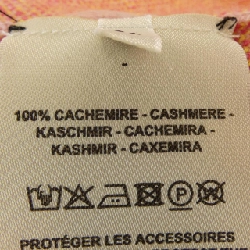 100% CACHEMIRE - CASHMERE -
KASCHMIR - CACHEMIRA -
KASHMIR - CAXEMIRA
P
PROTÉGER LES ACCESSOIRES